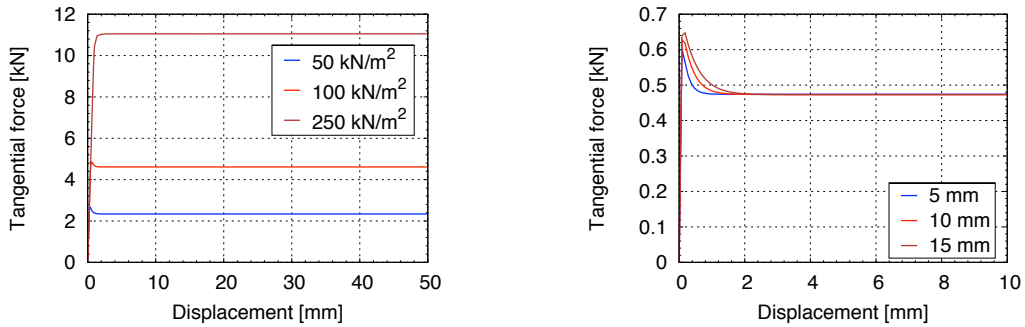 12
10
8
6
4
2
0
Tangential force [kN]
50 kN/m²
100 kN/m²
250 kN/m²
0 10 20 30 40 50
Displacement [mm]
0.7
0.6
0.5
0.4
0.3
0.2
0.1
0
Tangential force [kN]
5 mm
10 mm
15 mm
0 2 4 6 8 10
Displacement [mm]